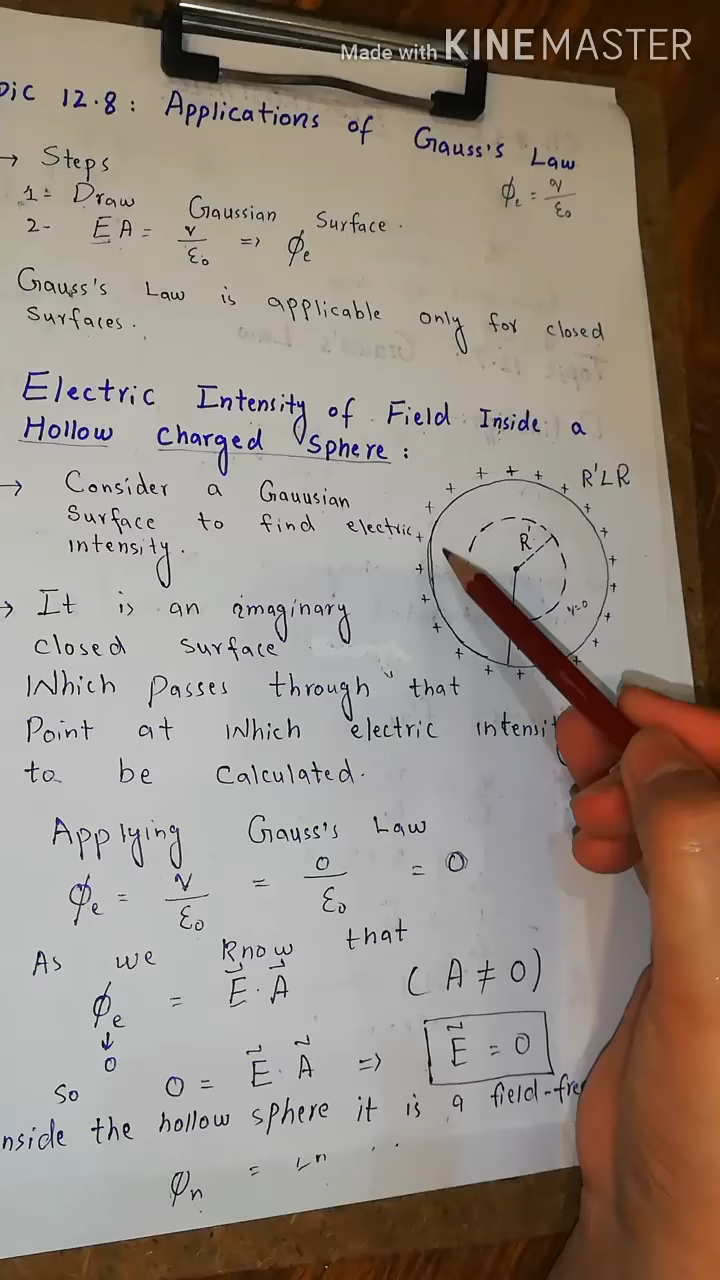 Made with KINEMASTER
pic 12.8: Applications of Gauss's Law
→ Steps
ϕe = q/ε₀
1= Draw Gaussian Surface.
2- EA = q/ε₀ => ϕe
Gauss's Law is applicable only for closed
Surfaces.
Electric Intensity of Field Inside a
Hollow Charged Sphere:
R'<R
→ Consider a Gauusian
Surface to find electric
intensity.
R'
q=0
→ It is an imaginary
closed surface
Which passes through that
Point at which electric intensi
to be calculated.
Applying Gauss's Law
ϕe = q/ε₀ = 0/ε₀ = 0
As we know that
ϕe = E⃗ . A⃗ (A ≠ 0)
↓
0
So 0 = E⃗ . A⃗ => E⃗ = 0
nside the hollow sphere it is a field-fre